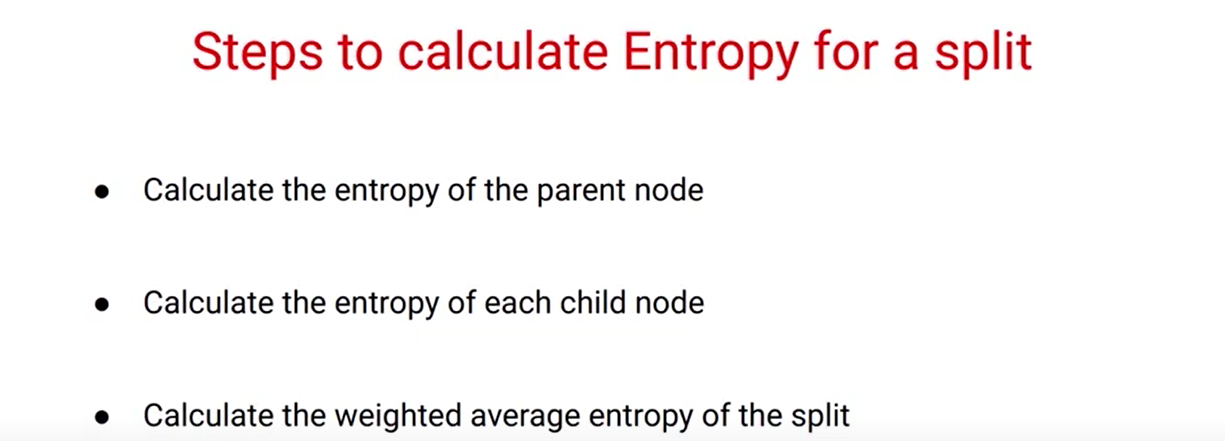 Steps to calculate Entropy for a split
● Calculate the entropy of the parent node
● Calculate the entropy of each child node
● Calculate the weighted average entropy of the split